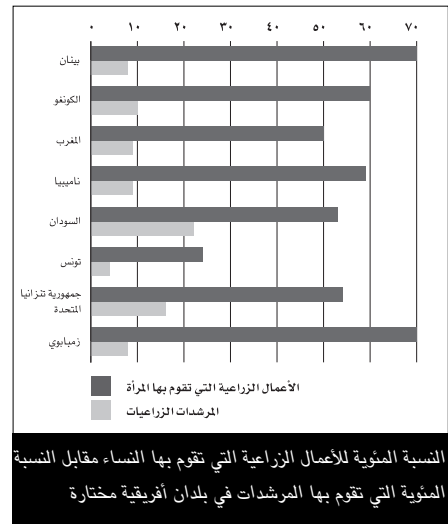 ٠ ١٠ ٢٠ ٣٠ ٤٠ ٥٠ ٦٠ ٧٠
بينان
الكونغو
المغرب
ناميبيا
السودان
تونس
جمهورية تنزانيا
المتحدة
زمبابوي
الأعمال الزراعية التي تقوم بها المرأة
المرشدات الزراعيات
النسبة المئوية للأعمال الزراعية التي تقوم بها النساء مقابل النسبة
المئوية التي تقوم بها المرشدات في بلدان أفريقية مختارة